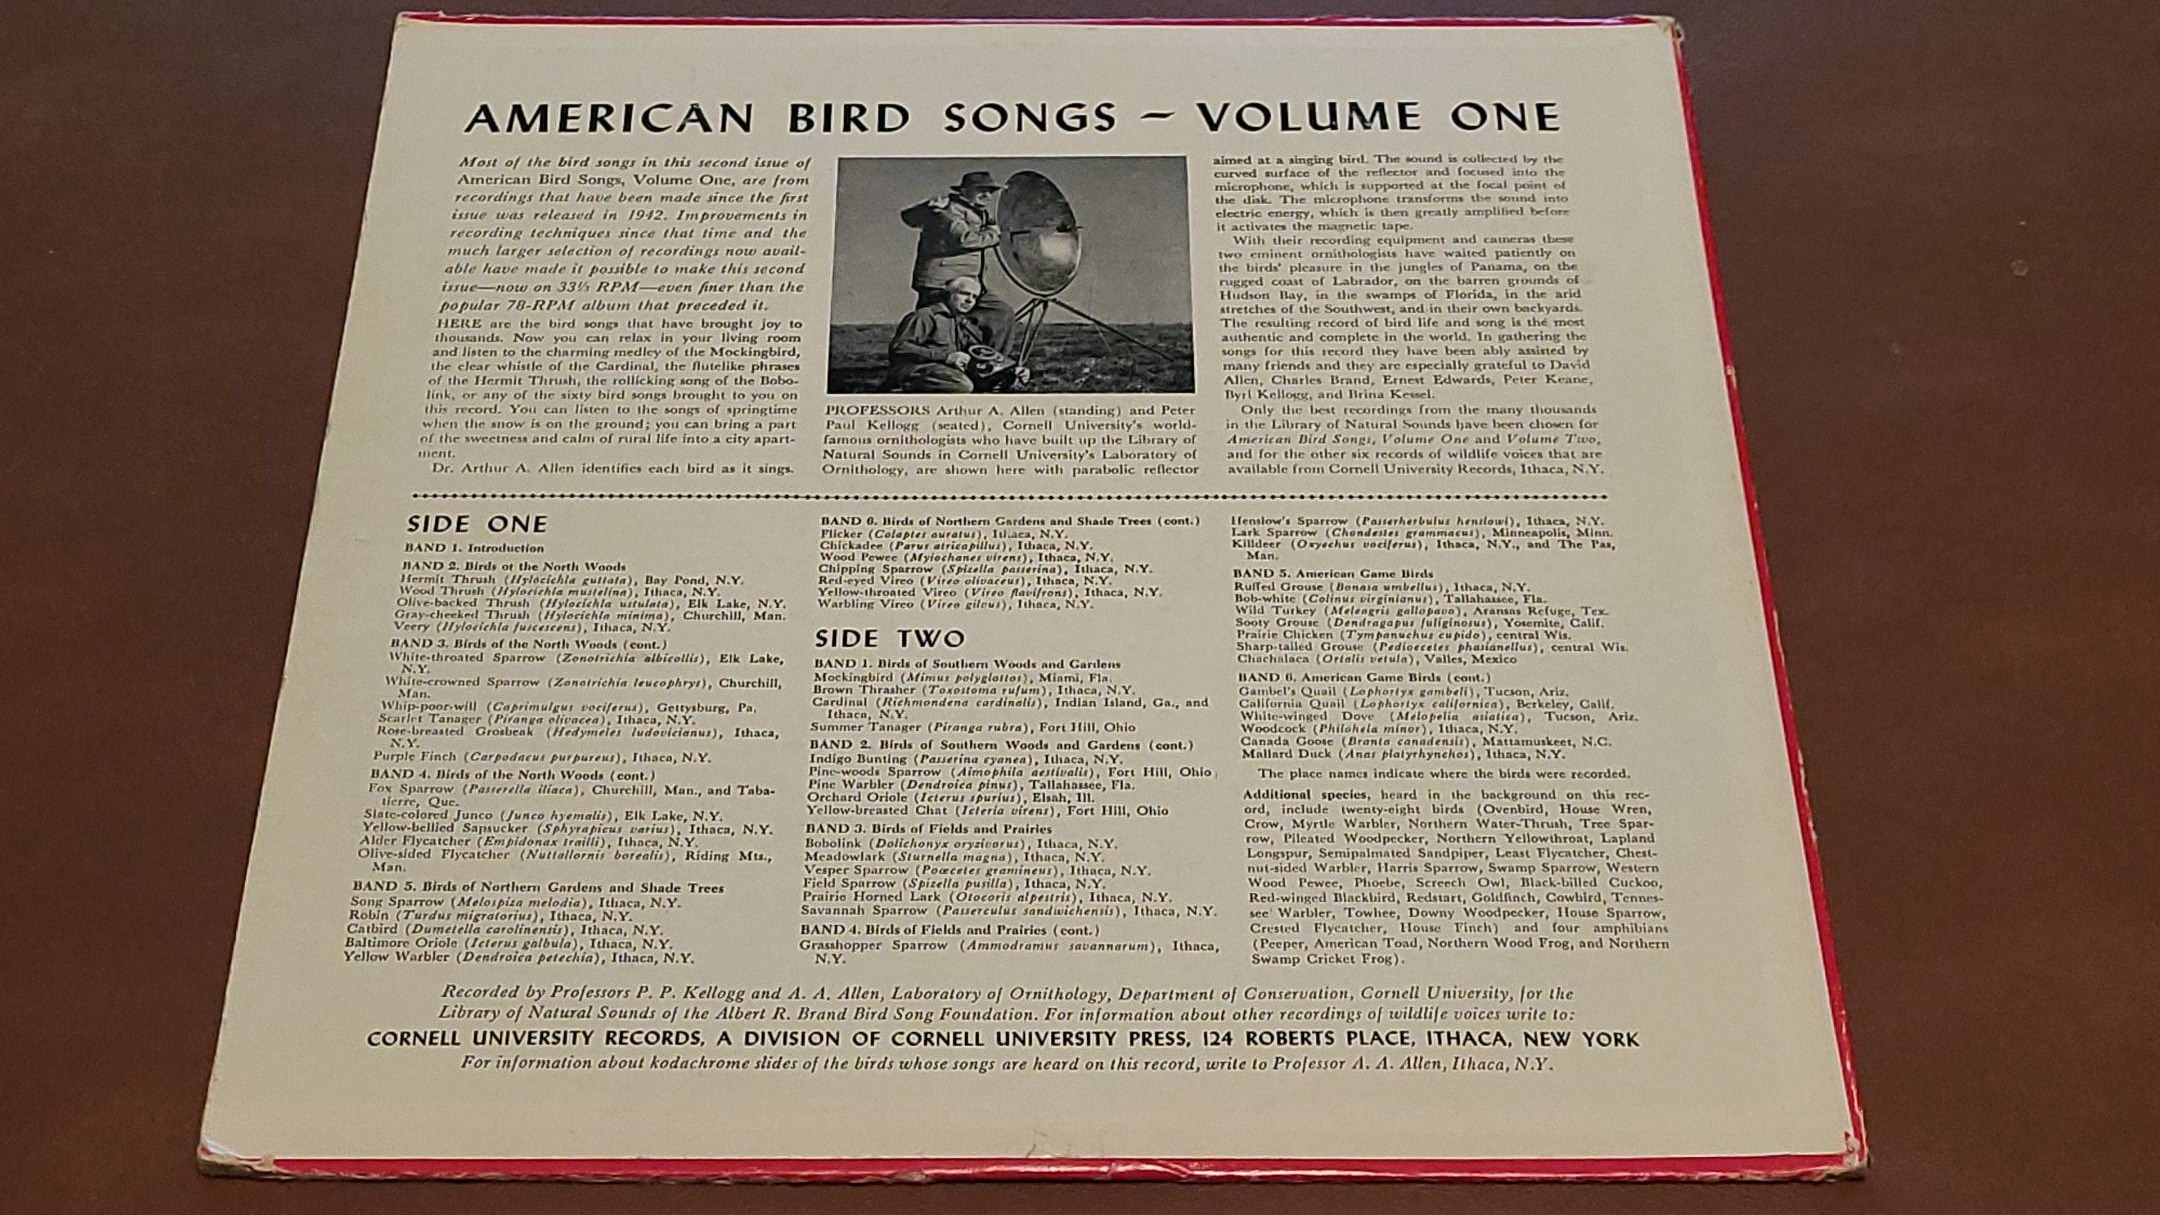 AMERICAN BIRD SONGS – VOLUME ONE
Most of the bird songs in this second issue of
American Bird Songs, Volume One, are from
recordings that have been made since the first
issue was released in 1942. Improvements in
recording techniques since that time and the
much larger selection of recordings now avail-
able have made it possible to make this second
issue—now on 33⅓ RPM—even finer than the
popular 78-RPM album that preceded it.
HERE are the bird songs that have brought joy to
thousands. Now you can relax in your living room
and listen to the charming medley of the Mockingbird,
the clear whistle of the Cardinal, the flutelike phrases
of the Hermit Thrush, the rollicking song of the Bobo-
link, or any of the sixty bird songs brought to you on
this record. You can listen to the songs of springtime
when the snow is on the ground; you can bring a part
of the sweetness and calm of rural life into a city apart-
ment.
Dr. Arthur A. Allen identifies each bird as it sings.
PROFESSORS Arthur A. Allen (standing) and Peter
Paul Kellogg (seated), Cornell University's world-
famous ornithologists who have built up the Library of
Natural Sounds in Cornell University's Laboratory of
Ornithology, are shown here with parabolic reflector
aimed at a singing bird. The sound is collected by the
curved surface of the reflector and focused into the
microphone, which is supported at the focal point of
the disk. The microphone transforms the sound into
electric energy, which is then greatly amplified before
it activates the magnetic tape.
With their recording equipment and cameras these
two eminent ornithologists have waited patiently on
the birds' pleasure in the jungles of Panama, on the
rugged coast of Labrador, on the barren grounds of
Hudson Bay, in the swamps of Florida, in the arid
stretches of the Southwest, and in their own backyards.
The resulting record of bird life and song is the most
authentic and complete in the world. In gathering the
songs for this record they have been ably assisted by
many friends and they are especially grateful to David
Allen, Charles Brand, Ernest Edwards, Peter Keane,
Byrl Kellogg, and Brina Kessel.
Only the best recordings from the many thousands
in the Library of Natural Sounds have been chosen for
American Bird Songs, Volume One and Volume Two,
and for the other six records of wildlife voices that are
available from Cornell University Records, Ithaca, N.Y.
SIDE ONE
BAND 1. Introduction
BAND 2. Birds of the North Woods
Hermit Thrush (Hylocichla guttata), Bay Pond, N.Y.
Wood Thrush (Hylocichla mustelina), Ithaca, N.Y.
Olive-backed Thrush (Hylocichla ustulata), Elk Lake, N.Y.
Gray-cheeked Thrush (Hylocichla minima), Churchill, Man.
Veery (Hylocichla fuscescens), Ithaca, N.Y.
BAND 3. Birds of the North Woods (cont.)
White-throated Sparrow (Zonotrichia albicollis), Elk Lake,
N.Y.
White-crowned Sparrow (Zonotrichia leucophrys), Churchill,
Man.
Whip-poor-will (Caprimulgus vociferus), Gettysburg, Pa.
Scarlet Tanager (Piranga olivacea), Ithaca, N.Y.
Rose-breasted Grosbeak (Hedymeles ludovicianus), Ithaca,
N.Y.
Purple Finch (Carpodacus purpureus), Ithaca, N.Y.
BAND 4. Birds of the North Woods (cont.)
Fox Sparrow (Passerella iliaca), Churchill, Man., and Taba-
tierre, Que.
Slate-colored Junco (Junco hyemalis), Elk Lake, N.Y.
Yellow-bellied Sapsucker (Sphyrapicus varius), Ithaca, N.Y.
Alder Flycatcher (Empidonax trailli), Ithaca, N.Y.
Olive-sided Flycatcher (Nuttallornis borealis), Riding Mts.,
Man.
BAND 5. Birds of Northern Gardens and Shade Trees
Song Sparrow (Melospiza melodia), Ithaca, N.Y.
Robin (Turdus migratorius), Ithaca, N.Y.
Catbird (Dumetella carolinensis), Ithaca, N.Y.
Baltimore Oriole (Icterus galbula), Ithaca, N.Y.
Yellow Warbler (Dendroica petechia), Ithaca, N.Y.
BAND 6. Birds of Northern Gardens and Shade Trees (cont.)
Flicker (Colaptes auratus), Ithaca, N.Y.
Chickadee (Parus atricapillus), Ithaca, N.Y.
Wood Pewee (Myiochanes virens), Ithaca, N.Y.
Chipping Sparrow (Spizella passerina), Ithaca, N.Y.
Red-eyed Vireo (Vireo olivaceus), Ithaca, N.Y.
Yellow-throated Vireo (Vireo flavifrons), Ithaca, N.Y.
Warbling Vireo (Vireo gilvus), Ithaca, N.Y.
SIDE TWO
BAND 1. Birds of Southern Woods and Gardens
Mockingbird (Mimus polyglottos), Miami, Fla.
Brown Thrasher (Toxostoma rufum), Ithaca, N.Y.
Cardinal (Richmondena cardinalis), Indian Island, Ga., and
Ithaca, N.Y.
Summer Tanager (Piranga rubra), Fort Hill, Ohio
BAND 2. Birds of Southern Woods and Gardens (cont.)
Indigo Bunting (Passerina cyanea), Ithaca, N.Y.
Pine-woods Sparrow (Aimophila aestivalis), Fort Hill, Ohio
Pine Warbler (Dendroica pinus), Tallahassee, Fla.
Orchard Oriole (Icterus spurius), Elsah, Ill.
Yellow-breasted Chat (Icteria virens), Fort Hill, Ohio
BAND 3. Birds of Fields and Prairies
Bobolink (Dolichonyx oryzivorus), Ithaca, N.Y.
Meadowlark (Sturnella magna), Ithaca, N.Y.
Vesper Sparrow (Pooecetes gramineus), Ithaca, N.Y.
Field Sparrow (Spizella pusilla), Ithaca, N.Y.
Prairie Horned Lark (Otocoris alpestris), Ithaca, N.Y.
Savannah Sparrow (Passerculus sandwichensis), Ithaca, N.Y.
BAND 4. Birds of Fields and Prairies (cont.)
Grasshopper Sparrow (Ammodramus savannarum), Ithaca,
N.Y.
Henslow's Sparrow (Passerherbulus henslowi), Ithaca, N.Y.
Lark Sparrow (Chondestes grammacus), Minneapolis, Minn.
Killdeer (Oxyechus vociferus), Ithaca, N.Y., and The Pas,
Man.
BAND 5. American Game Birds
Ruffed Grouse (Bonasa umbellus), Ithaca, N.Y.
Bob-white (Colinus virginianus), Tallahassee, Fla.
Wild Turkey (Meleagris gallopavo), Aransas Refuge, Tex.
Sooty Grouse (Dendragapus fuliginosus), Yosemite, Calif.
Prairie Chicken (Tympanuchus cupido), central Wis.
Sharp-tailed Grouse (Pedioecetes phasianellus), central Wis.
Chachalaca (Ortalis vetula), Valles, Mexico
BAND 6. American Game Birds (cont.)
Gambel's Quail (Lophortyx gambeli), Tucson, Ariz.
California Quail (Lophortyx californica), Berkeley, Calif.
White-winged Dove (Melopelia asiatica), Tucson, Ariz.
Woodcock (Philohela minor), Ithaca, N.Y.
Canada Goose (Branta canadensis), Mattamuskeet, N.C.
Mallard Duck (Anas platyrhynchos), Ithaca, N.Y.
The place names indicate where the birds were recorded.
Additional species, heard in the background on this rec-
ord, include twenty-eight birds (Ovenbird, House Wren,
Crow, Myrtle Warbler, Northern Water-Thrush, Tree Spar-
row, Pileated Woodpecker, Northern Yellowthroat, Lapland
Longspur, Semipalmated Sandpiper, Least Flycatcher, Chest-
nut-sided Warbler, Harris Sparrow, Swamp Sparrow, Western
Wood Pewee, Phoebe, Screech Owl, Black-billed Cuckoo,
Red-winged Blackbird, Redstart, Goldfinch, Cowbird, Tennes-
see Warbler, Towhee, Downy Woodpecker, House Sparrow,
Crested Flycatcher, House Finch) and four amphibians
(Peeper, American Toad, Northern Wood Frog, and Northern
Swamp Cricket Frog).
Recorded by Professors P. P. Kellogg and A. A. Allen, Laboratory of Ornithology, Department of Conservation, Cornell University, for the
Library of Natural Sounds of the Albert R. Brand Bird Song Foundation. For information about other recordings of wildlife voices write to:
CORNELL UNIVERSITY RECORDS, A DIVISION OF CORNELL UNIVERSITY PRESS, 124 ROBERTS PLACE, ITHACA, NEW YORK
For information about kodachrome slides of the birds whose songs are heard on this record, write to Professor A. A. Allen, Ithaca, N.Y.